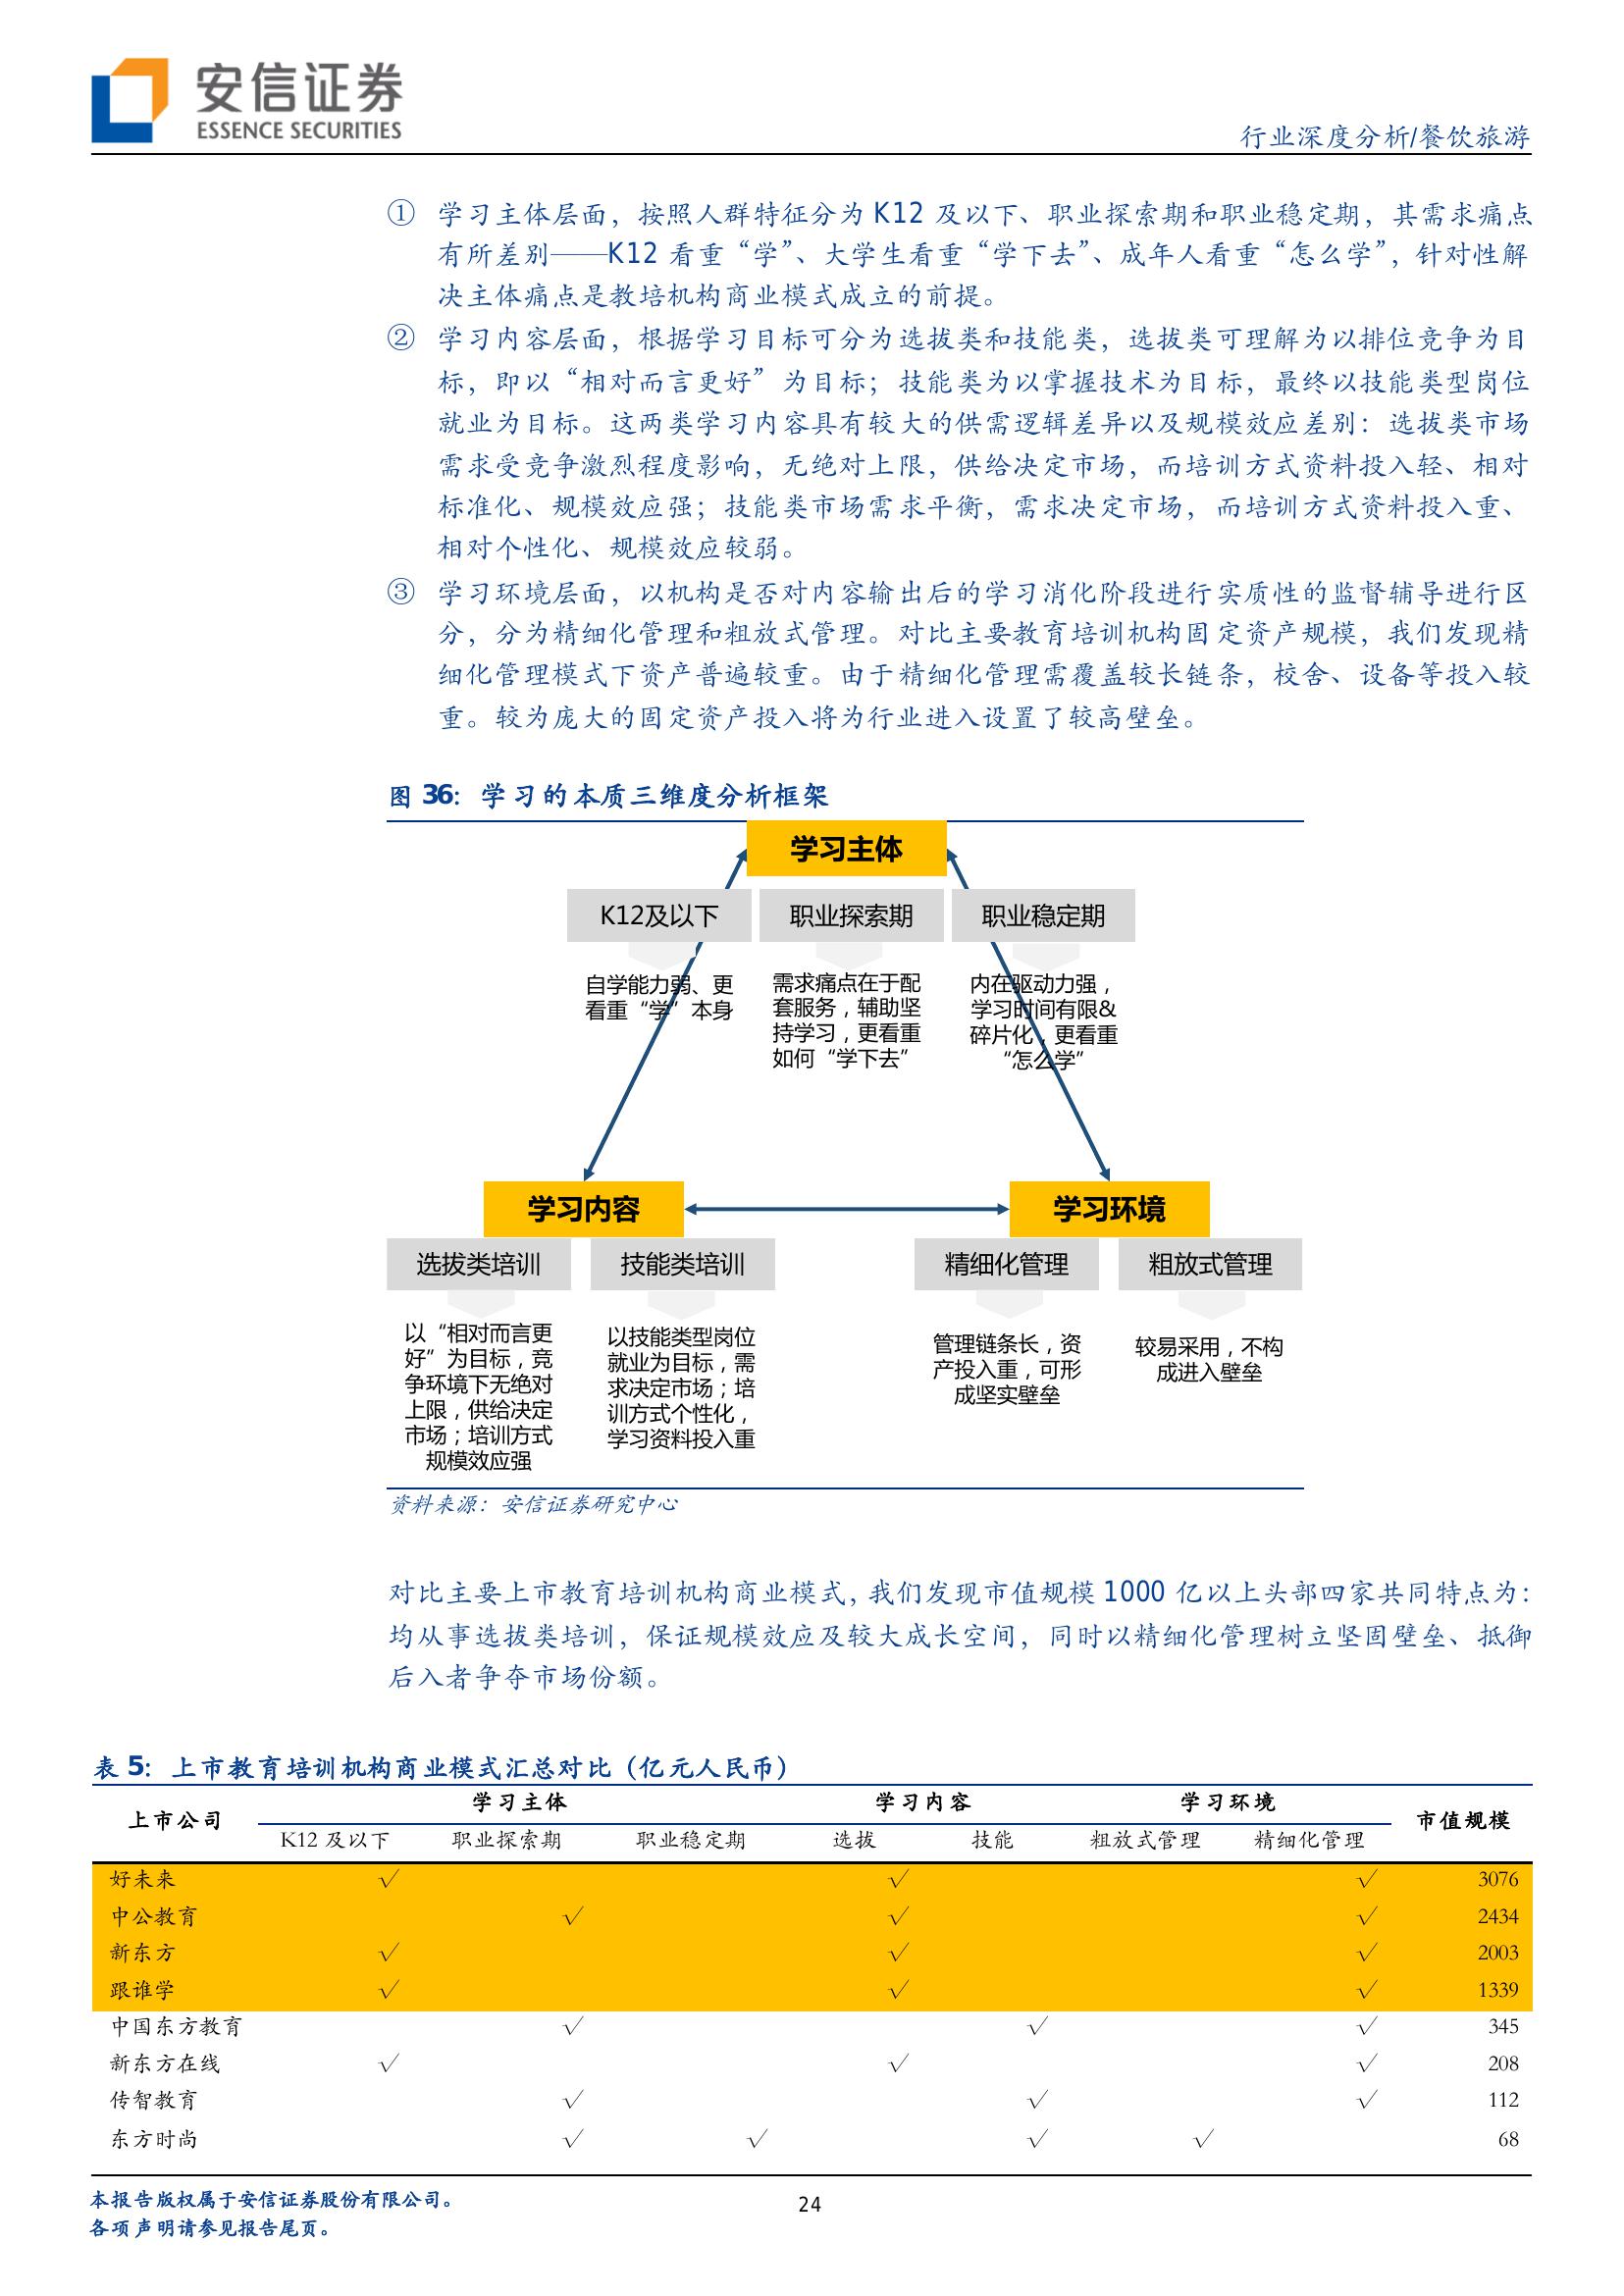 安信证券
ESSENCE SECURITIES
行业深度分析/餐饮旅游
① 学习主体层面，按照人群特征分为 K12 及以下、职业探索期和职业稳定期，其需求痛点
有所差别——K12 看重“学”、大学生看重“学下去”、成年人看重“怎么学”，针对性解
决主体痛点是教培机构商业模式成立的前提。
② 学习内容层面，根据学习目标可分为选拔类和技能类，选拔类可理解为以排位竞争为目
标，即以“相对而言更好”为目标；技能类为以掌握技术为目标，最终以技能类型岗位
就业为目标。这两类学习内容具有较大的供需逻辑差异以及规模效应差别：选拔类市场
需求受竞争激烈程度影响，无绝对上限，供给决定市场，而培训方式资料投入轻、相对
标准化、规模效应强；技能类市场需求平衡，需求决定市场，而培训方式资料投入重、
相对个性化、规模效应较弱。
③ 学习环境层面，以机构是否对内容输出后的学习消化阶段进行实质性的监督辅导进行区
分，分为精细化管理和粗放式管理。对比主要教育培训机构固定资产规模，我们发现精
细化管理模式下资产普遍较重。由于精细化管理需覆盖较长链条，校舍、设备等投入较
重。较为庞大的固定资产投入将为行业进入设置了较高壁垒。
图 36：学习的本质三维度分析框架
学习主体
K12及以下 职业探索期 职业稳定期
自学能力弱、更
看重“学”本身
需求痛点在于配
套服务，辅助坚
持学习，更看重
如何“学下去”
内在驱动力强，
学习时间有限&
碎片化，更看重
“怎么学”
学习内容 学习环境
选拔类培训 技能类培训 精细化管理 粗放式管理
以“相对而言更
好”为目标，竞
争环境下无绝对
上限，供给决定
市场；培训方式
规模效应强
以技能类型岗位
就业为目标，需
求决定市场；培
训方式个性化，
学习资料投入重
管理链条长，资
产投入重，可形
成坚实壁垒
较易采用，不构
成进入壁垒
资料来源：安信证券研究中心
对比主要上市教育培训机构商业模式，我们发现市值规模 1000 亿以上头部四家共同特点为：
均从事选拔类培训，保证规模效应及较大成长空间，同时以精细化管理树立坚固壁垒、抵御
后入者争夺市场份额。
表 5：上市教育培训机构商业模式汇总对比（亿元人民币）
上市公司 学习主体 学习内容 学习环境 市值规模
K12 及以下 职业探索期 职业稳定期 选拔 技能 粗放式管理 精细化管理
好未来 √ √ √ 3076
中公教育 √ √ √ 2434
新东方 √ √ √ 2003
跟谁学 √ √ √ 1339
中国东方教育 √ √ √ 345
新东方在线 √ √ √ 208
传智教育 √ √ √ 112
东方时尚 √ √ √ √ 68
本报告版权属于安信证券股份有限公司。
各项声明请参见报告尾页。
24